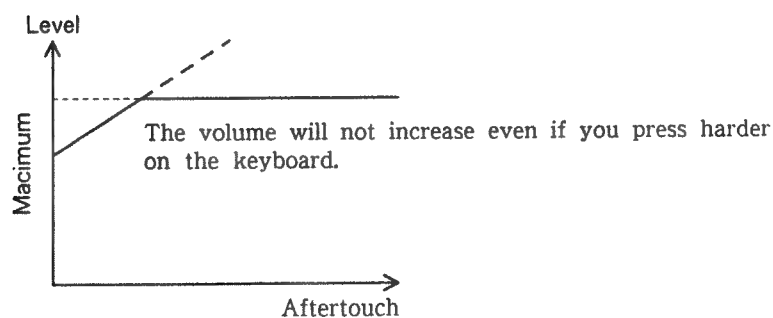 Level
Macimum
The volume will not increase even if you press harder
on the keyboard.
Aftertouch